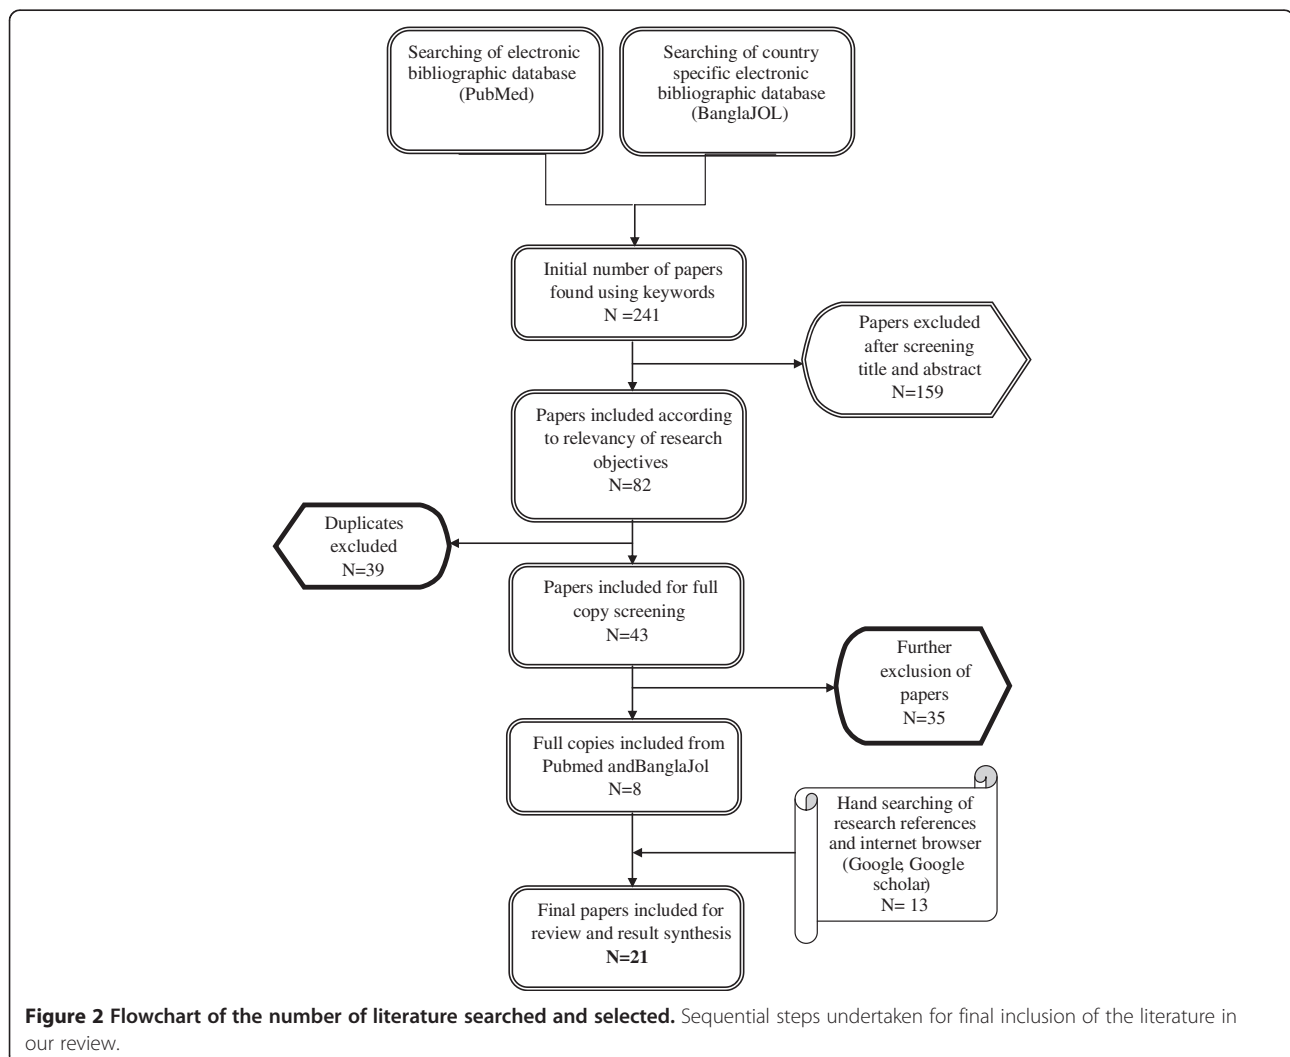 Searching of electronic
bibliographic database
(PubMed)
Searching of country
specific electronic
bibliographic database
(BanglaJOL)
Initial number of papers
found using keywords
N =241
Papers excluded
after screening
title and abstract
N=159
Papers included according
to relevancy of research
objectives
N=82
Duplicates
excluded
N=39
Papers included for full
copy screening
N=43
Further
exclusion of
papers
N=35
Full copies included from
Pubmed andBanglaJol
N=8
Hand searching of
research references
and internet browser
(Google, Google
scholar)
N= 13
Final papers included for
review and result synthesis
N=21
Figure 2 Flowchart of the number of literature searched and selected. Sequential steps undertaken for final inclusion of the literature in
our review.